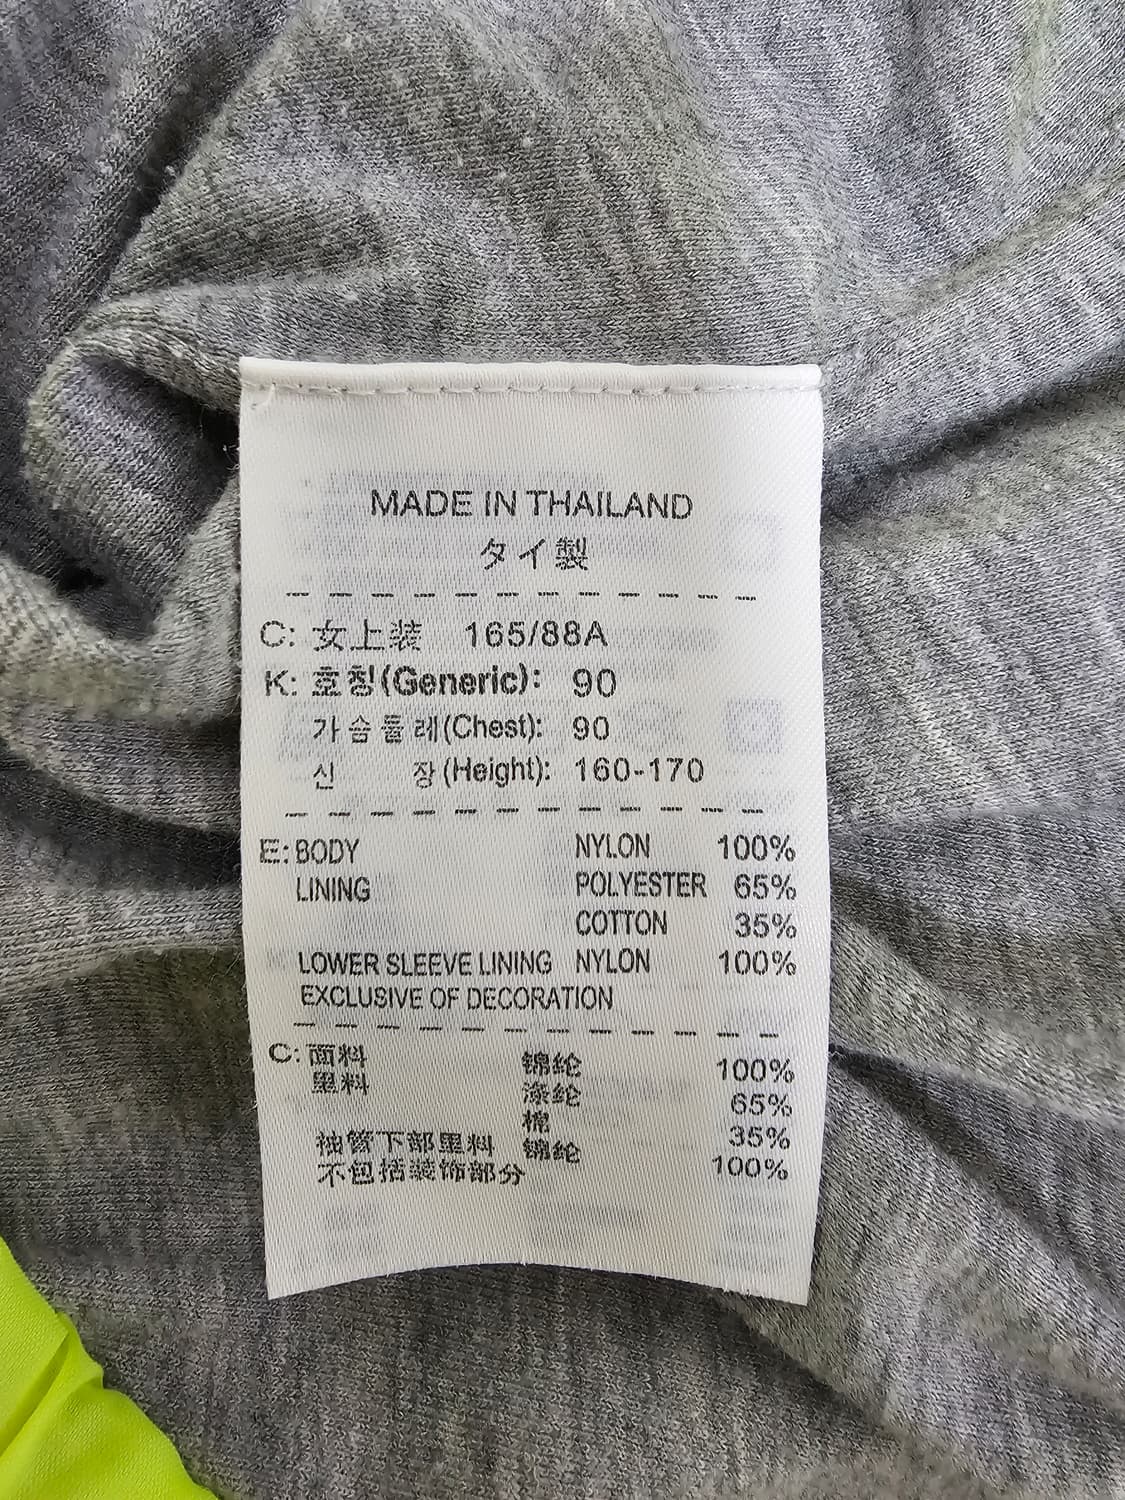 MADE IN THAILAND
タイ製
C: 女上装 165/88A
K: 호칭(Generic): 90
가슴둘레(Chest): 90
신 장(Height): 160-170
E: BODY NYLON 100%
LINING POLYESTER 65%
COTTON 35%
LOWER SLEEVE LINING NYLON 100%
EXCLUSIVE OF DECORATION
C: 面料 锦纶 100%
里料 涤纶 65%
棉 35%
袖管下部里料 锦纶 100%
不包括装饰部分